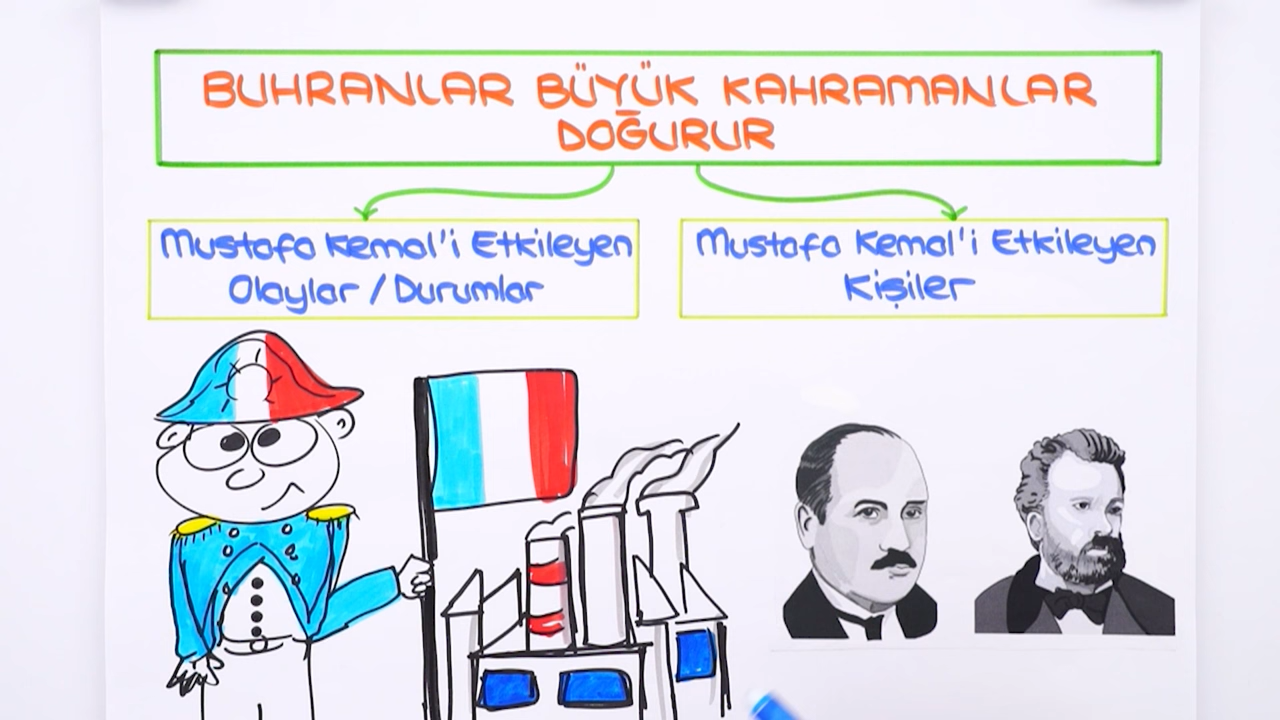 BUHRANLAR BÜYÜK KAHRAMANLAR
DOĞURUR
Mustafa Kemal'i Etkileyen
Olaylar / Durumlar
Mustafa Kemal'i Etkileyen
Kişiler